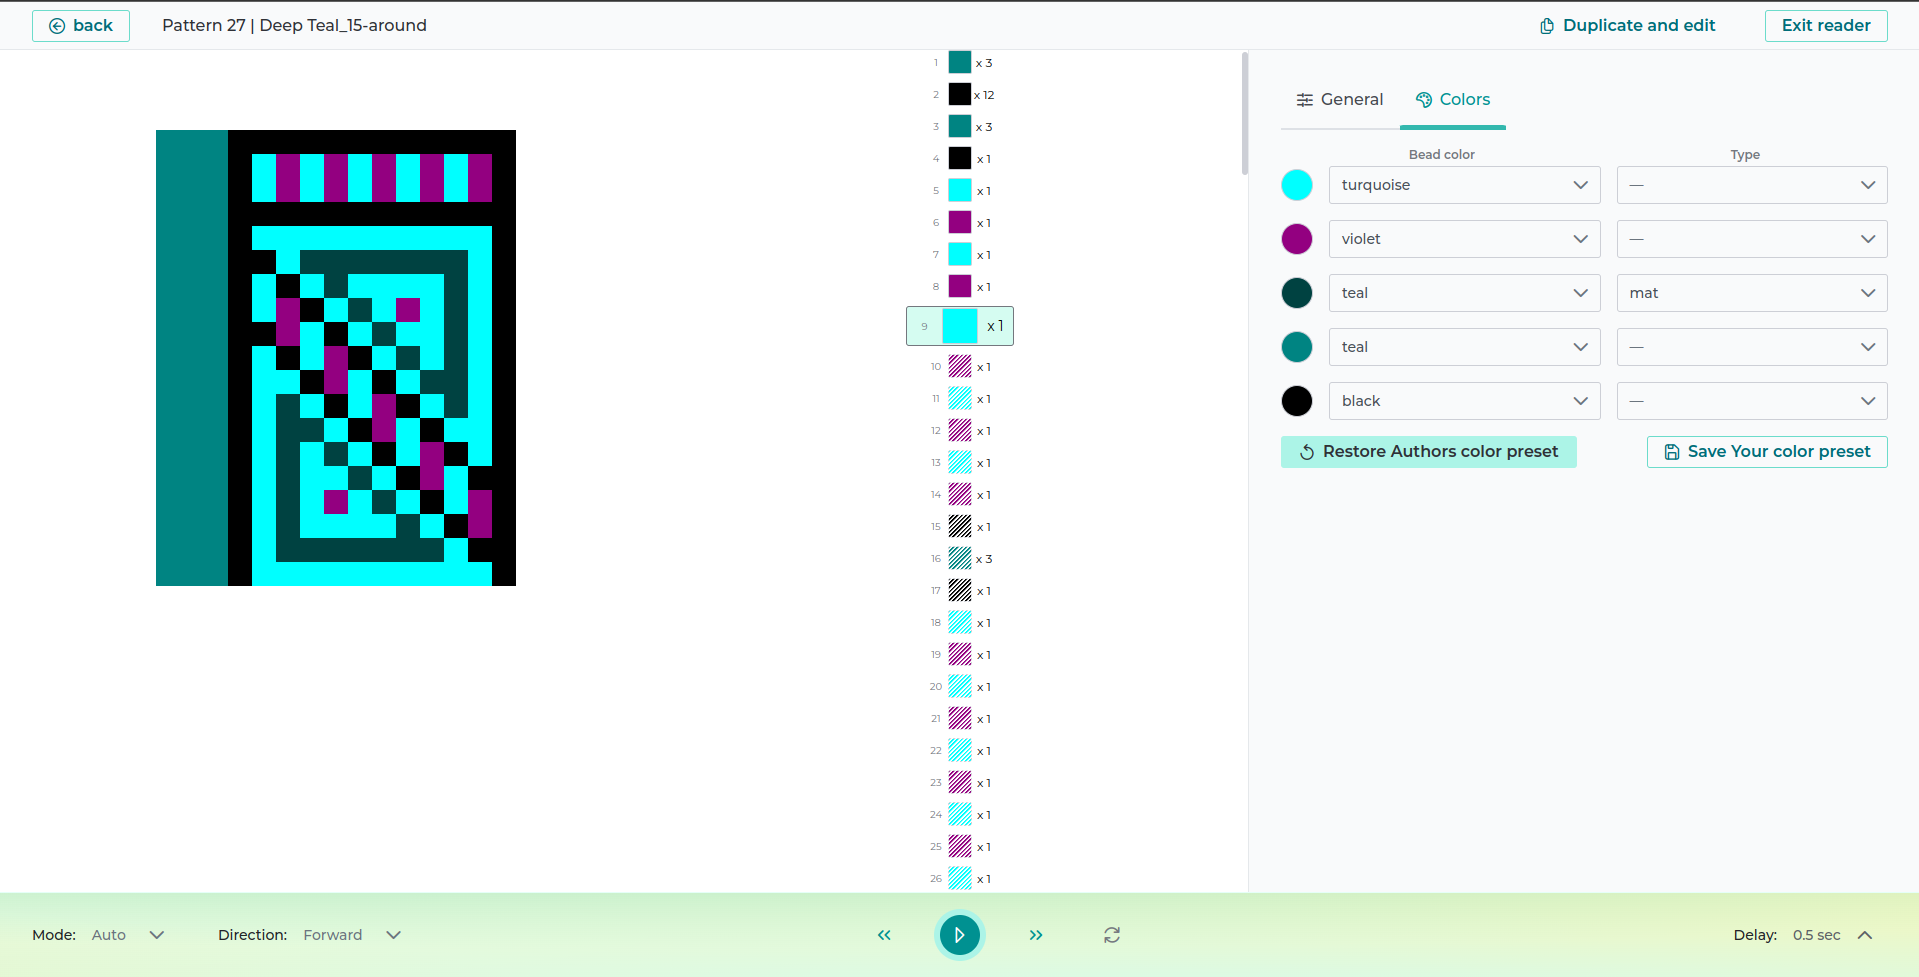 back
Pattern 27 | Deep Teal_15-around
Duplicate and edit
Exit reader
1 x 3
2 x 12
3 x 3
4 x 1
5 x 1
6 x 1
7 x 1
8 x 1
9 x 1
10 x 1
11 x 1
12 x 1
13 x 1
14 x 1
15 x 1
16 x 3
17 x 1
18 x 1
19 x 1
20 x 1
21 x 1
22 x 1
23 x 1
24 x 1
25 x 1
26 x 1
General
Colors
Bead color
Type
turquoise
—
violet
—
teal
mat
teal
—
black
—
Restore Authors color preset
Save Your color preset
Mode: Auto
Direction: Forward
Delay: 0.5 sec